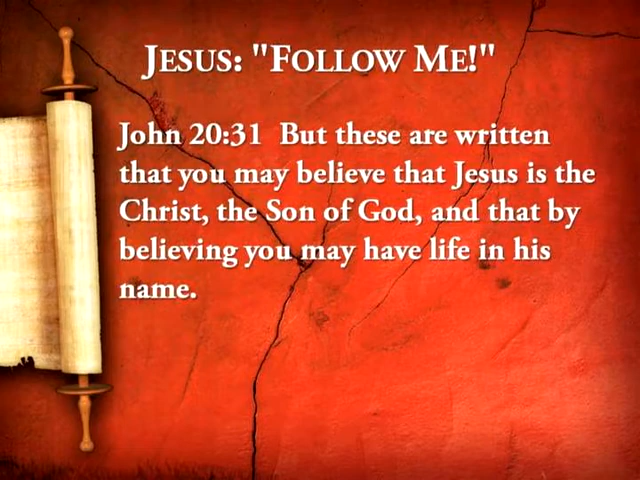 JESUS: "FOLLOW ME!"
John 20:31  But these are written
that you may believe that Jesus is the
Christ, the Son of God, and that by
believing you may have life in his
name.